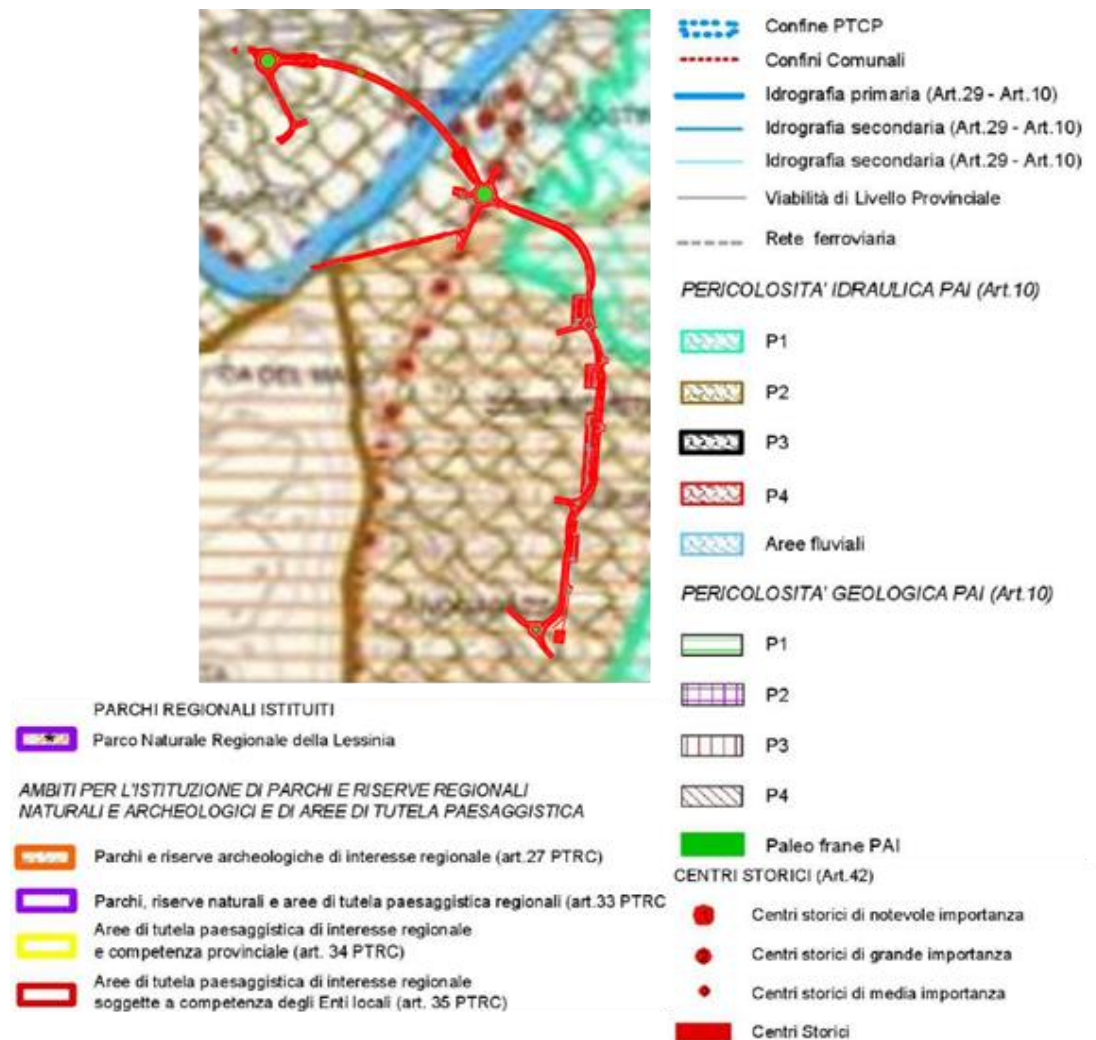 Confine PTCP
Confini Comunali
Idrografia primaria (Art.29 - Art.10)
Idrografia secondaria (Art.29 - Art.10)
Idrografia secondaria (Art.29 - Art.10)
Viabilità di Livello Provinciale
Rete ferroviaria
PERICOLOSITA' IDRAULICA PAI (Art.10)
P1
P2
P3
P4
Aree fluviali
PERICOLOSITA' GEOLOGICA PAI (Art.10)
P1
P2
P3
P4
Paleo frane PAI
CENTRI STORICI (Art.42)
Centri storici di notevole importanza
Centri storici di grande importanza
Centri storici di media importanza
Centri Storici
CA DEL
PARCHI REGIONALI ISTITUITI
Parco Naturale Regionale della Lessinia
AMBITI PER L'ISTITUZIONE DI PARCHI E RISERVE REGIONALI
NATURALI E ARCHEOLOGICI E DI AREE DI TUTELA PAESAGGISTICA
Parchi e riserve archeologiche di interesse regionale (art.27 PTRC)
Parchi, riserve naturali e aree di tutela paesaggistica regionali (art.33 PTRC
Aree di tutela paesaggistica di interesse regionale
e competenza provinciale (art. 34 PTRC)
Aree di tutela paesaggistica di interesse regionale
soggette a competenza degli Enti locali (art. 35 PTRC)